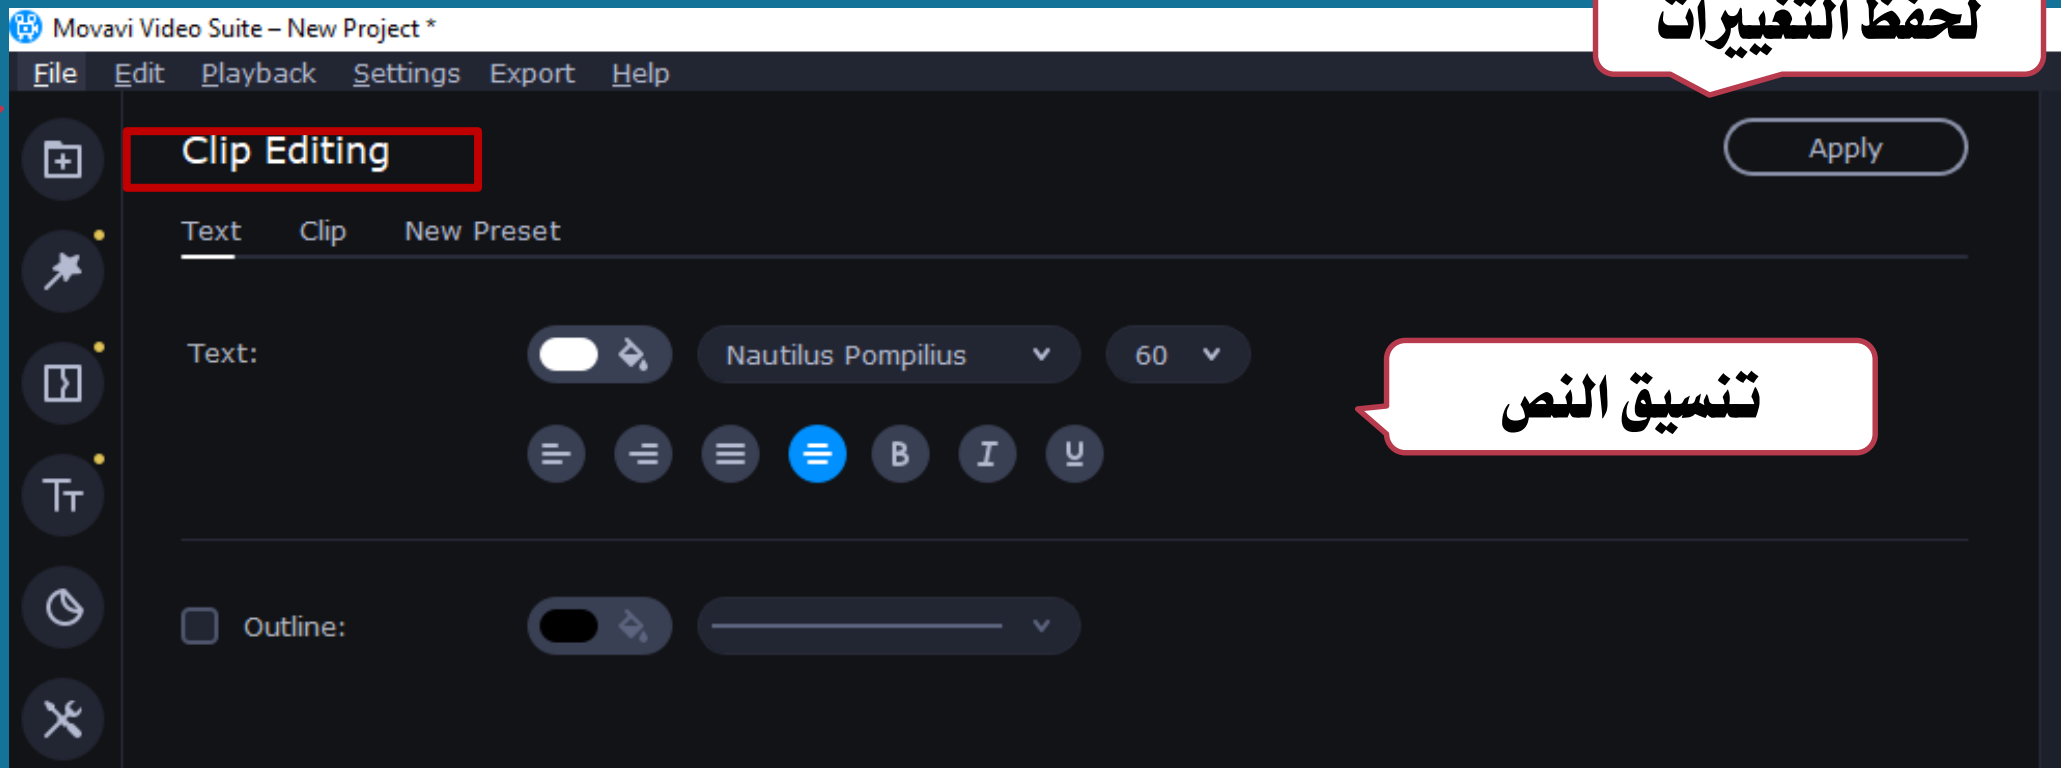 لحفظ التغييرات
Movavi Video Suite – New Project *
File Edit Playback Settings Export Help
Clip Editing
Apply
Text Clip New Preset
Text:
Nautilus Pompilius
60
تنسيق النص
B I U
Outline: